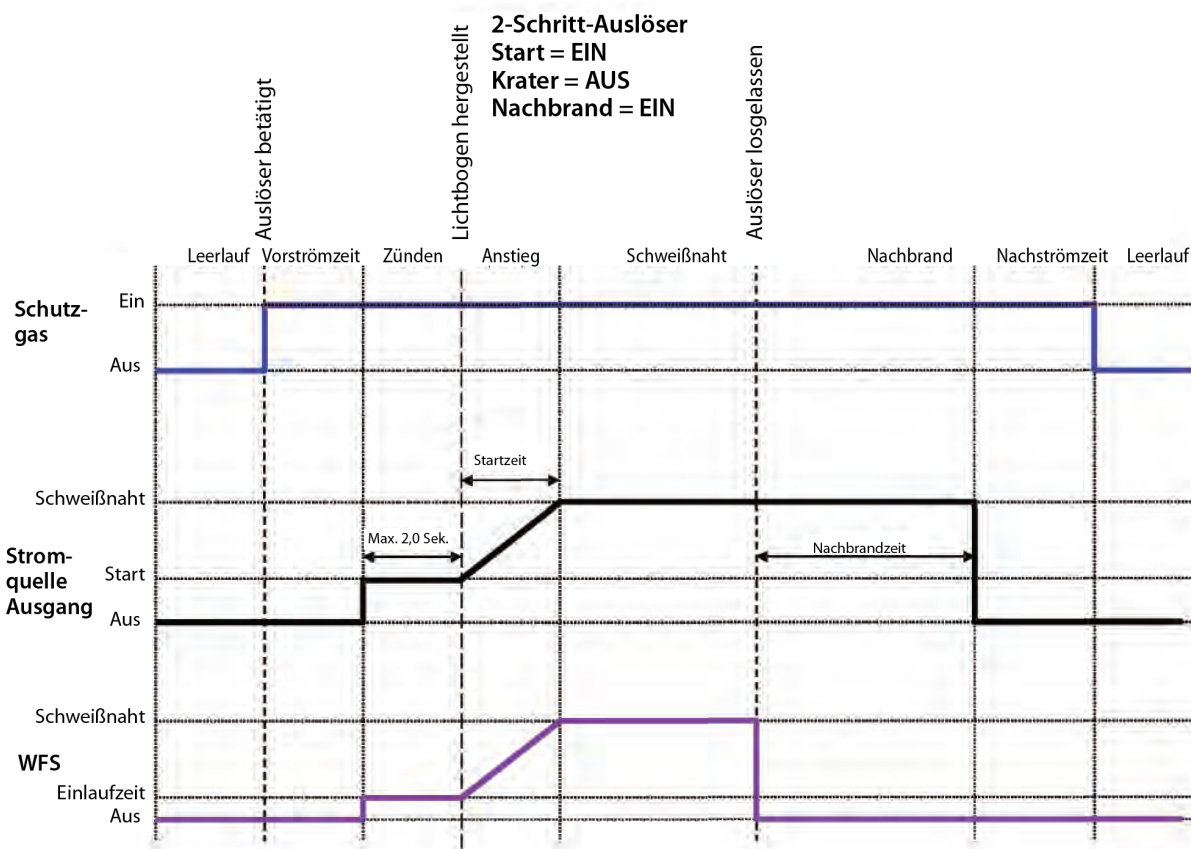 2-Schritt-Auslöser
Start = EIN
Krater = AUS
Nachbrand = EIN
Auslöser betätigt
Lichtbogen hergestellt
Auslöser losgelassen
Leerlauf
Vorströmzeit
Zünden
Anstieg
Schweißnaht
Nachbrand
Nachströmzeit
Leerlauf
Schutz-
gas
Ein
Aus
Startzeit
Schweißnaht
Max. 2,0 Sek.
Nachbrandzeit
Strom-
quelle
Ausgang
Start
Aus
Schweißnaht
WFS
Einlaufzeit
Aus